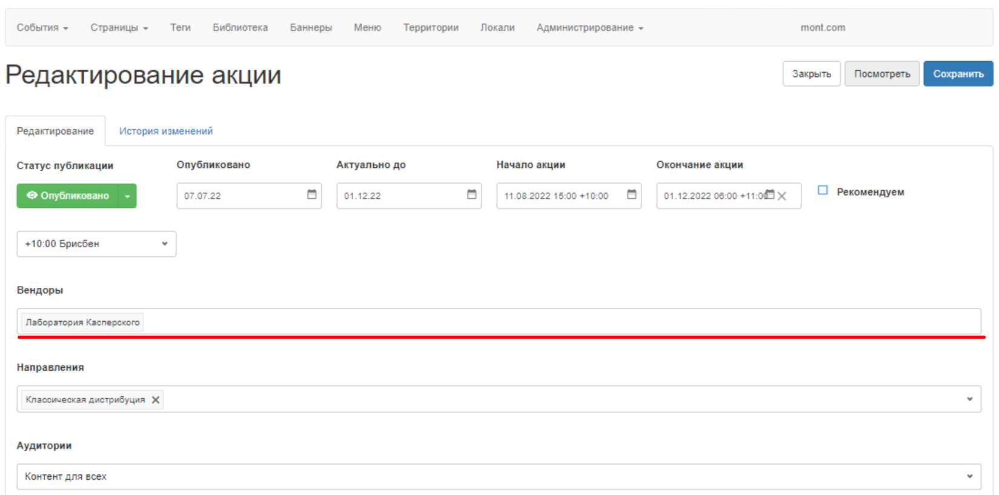 События Страницы Теги Библиотека Баннеры Меню Территории Локали Администрирование mont.com
Редактирование акции
Закрыть Посмотреть Сохранить
Редактирование История изменений
Статус публикации Опубликовано Актуально до Начало акции Окончание акции
Опубликовано 07.07.22 01.12.22 11.08.2022 15:00 +10:00 01.12.2022 06:00 +11:00 Рекомендуем
+10:00 Брисбен
Вендоры
Лаборатория Касперского
Направления
Классическая дистрибуция
Аудитории
Контент для всех